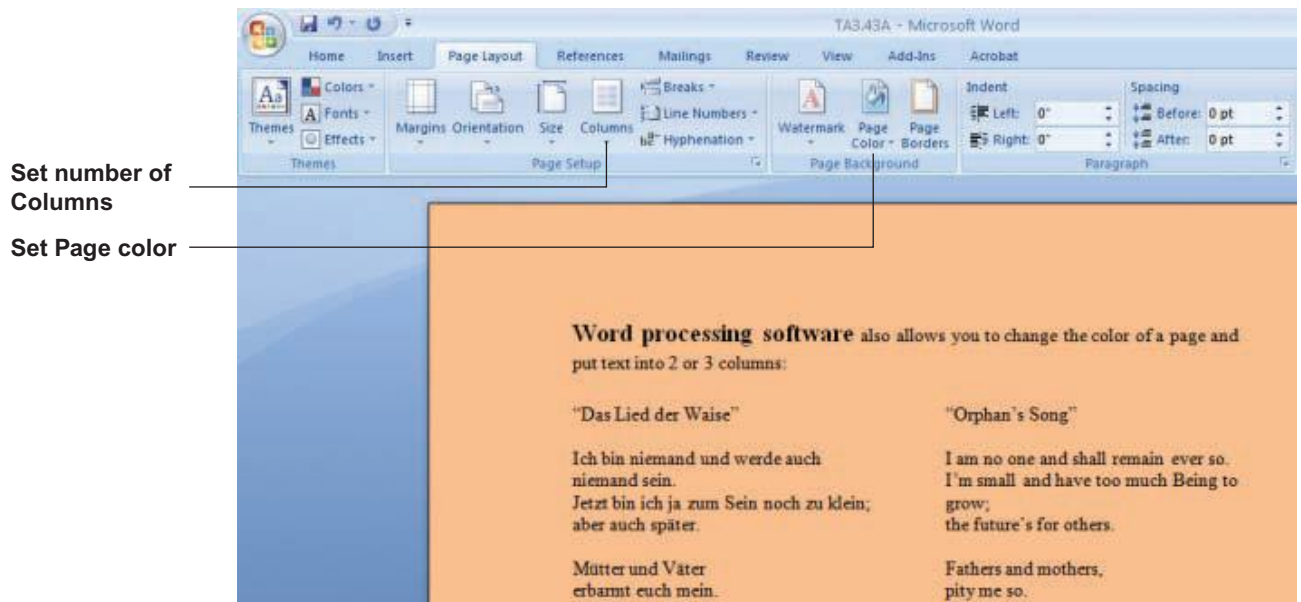 TA3.43A - Microsoft Word
Home Insert Page Layout References Mailings Review View Add-Ins Acrobat
Themes
Colors
Fonts
Effects
Themes
Margins Orientation Size Columns
Breaks
Line Numbers
Hyphenation
Page Setup
Watermark Page Color Page Borders
Page Background
Indent
Left: 0"
Right: 0"
Spacing
Before: 0 pt
After: 0 pt
Paragraph
Set number of
Columns
Set Page color
Word processing software also allows you to change the color of a page and
put text into 2 or 3 columns:
"Das Lied der Waise"
Ich bin niemand und werde auch
niemand sein.
Jetzt bin ich ja zum Sein noch zu klein;
aber auch später.
Mütter und Väter
erbarmt euch mein.
"Orphan's Song"
I am no one and shall remain ever so.
I'm small and have too much Being to
grow;
the future's for others.
Fathers and mothers,
pity me so.